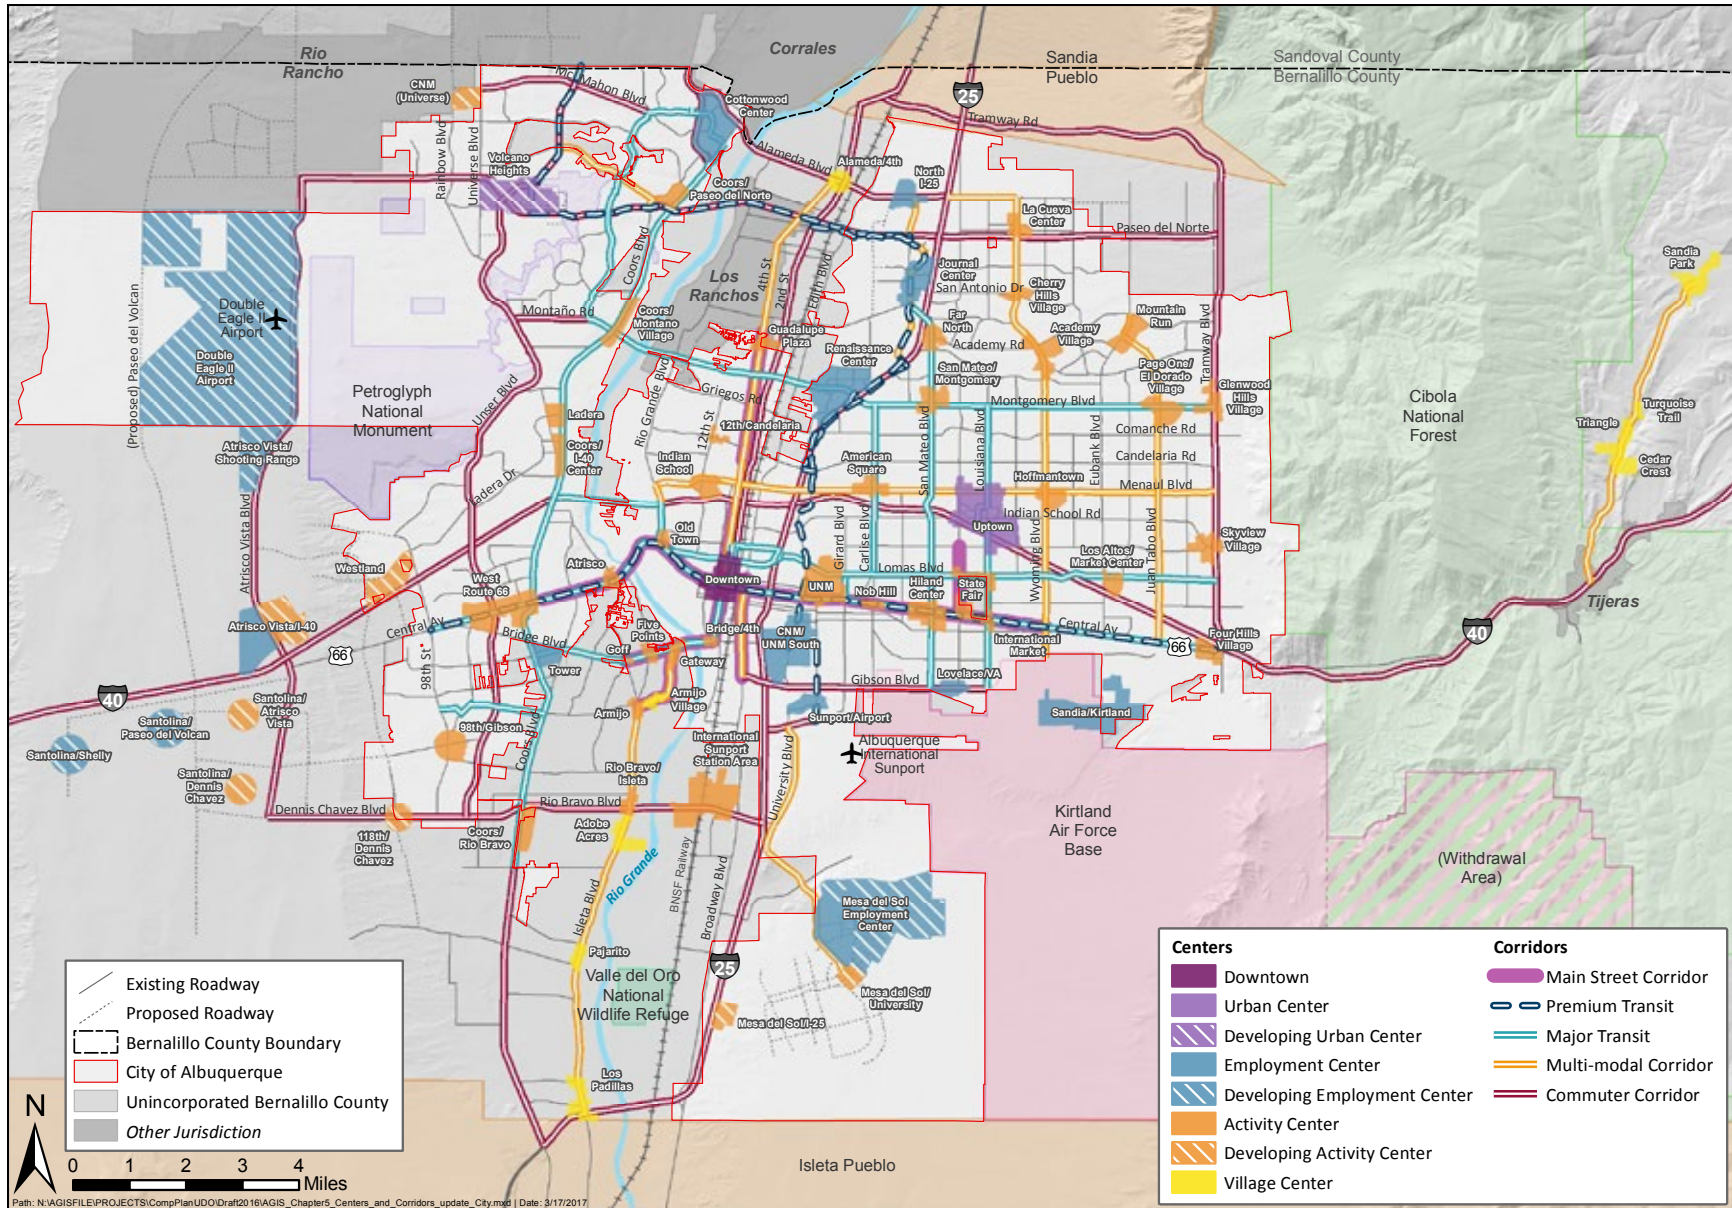 Rio
Rancho
Corrales
Sandia
Pueblo
Sandoval County
Bernalillo County
CNM
(Universe)
McMahon Blvd
Cottonwood
Center
25
Tramway Rd
Rainbow Blvd
Universe Blvd
Volcano
Heights
Alameda Blvd
Alameda/4th
North
I-25
Coors/
Paseo del Norte
La Cueva
Center
Paseo del Norte
Sandia
Park
Coors Blvd
Los
Ranchos
4th St
2nd St
Edith Blvd
Journal
Center
San Antonio Dr
Cherry
Hills
Village
(Proposed) Paseo del Volcan
Double
Eagle II
Airport
Double
Eagle II
Airport
Montaño Rd
Coors/
Montano
Village
Guadalupe
Plaza
Renaissance
Center
Far
North
Academy Rd
Academy
Village
Mountain
Run
Tramway Blvd
San Mateo/
Montgomery
Page One/
El Dorado
Village
Glenwood
Hills
Village
Petroglyph
National
Monument
Unser Blvd
Rio Grande Blvd
Griegos Rd
12th St
12th/Candelaria
Montgomery Blvd
Comanche Rd
Candelaria Rd
Menaul Blvd
Indian School Rd
Cibola
National
Forest
Triangle
Turquoise
Trail
Cedar
Crest
Ladera
Coors/
I-40
Center
Indian
School
American
Square
San Mateo Blvd
Louisiana Blvd
Eubank Blvd
Hoffmantown
Atrisco Vista/
Shooting Range
Ladera Dr
Atrisco Vista Blvd
Old
Town
Girard Blvd
Carlise Blvd
Uptown
Wyoming Blvd
Juan Tabo Blvd
Skyview
Village
Los Altos/
Market Center
Westland
West
Route 66
Atrisco
Downtown
UNM
Lomas Blvd
Nob Hill
Hiland
Center
State
Fair
Tijeras
Atrisco Vista/I-40
Central Av
66
Bridge Blvd
Five
Points
Goff
Tower
Bridge/4th
Gateway
CNM/
UNM South
International
Market
Central Av
66
Four Hills
Village
40
98th St
Armijo
Village
Armijo
Gibson Blvd
Lovelace/VA
40
Santolina/
Atrisco
Vista
Santolina/
Paseo del Volcan
Santolina/Shelly
98th/Gibson
Coors Blvd
Sunport/Airport
Sandia/Kirtland
International
Sunport
Station Area
Albuquerque
International
Sunport
Santolina/
Dennis
Chavez
Dennis Chavez Blvd
118th/
Dennis
Chavez
Rio Bravo/
Isleta
Rio Bravo Blvd
Coors/
Rio Bravo
Adobe
Acres
University Blvd
Kirtland
Air Force
Base
(Withdrawal
Area)
Rio Grande
BNSF Railway
Broadway Blvd
Isleta Blvd
Mesa del Sol
Employment
Center
Pajarito
Valle del Oro
National
Wildlife Refuge
25
Mesa del Sol/
University
Mesa del Sol/I-25
Los
Padillas
Isleta Pueblo
Existing Roadway
Proposed Roadway
Bernalillo County Boundary
City of Albuquerque
Unincorporated Bernalillo County
Other Jurisdiction
N
0 1 2 3 4
Miles
Path: N:\AGISFILE\PROJECTS\CompPlanUDO\Draft2016\AGIS_Chapter5_Centers_and_Corridors_update_City.mxd | Date: 3/17/2017
Centers
Downtown
Urban Center
Developing Urban Center
Employment Center
Developing Employment Center
Activity Center
Developing Activity Center
Village Center
Corridors
Main Street Corridor
Premium Transit
Major Transit
Multi-modal Corridor
Commuter Corridor